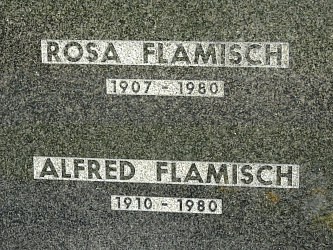 ROSA FLAMISCH
1907 - 1980
ALFRED FLAMISCH
1910 - 1980